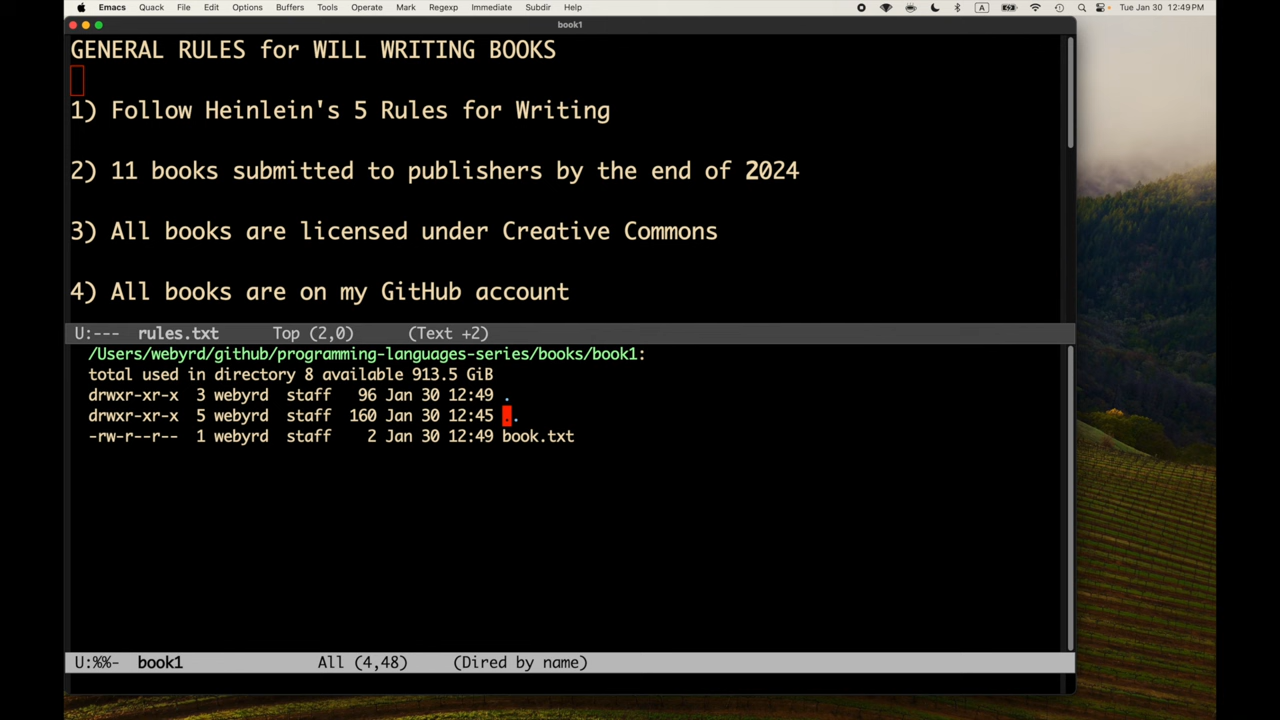 Emacs Quack File Edit Options Buffers Tools Operate Mark Regexp Immediate Subdir Help A Tue Jan 30 12:49 PM
book1
GENERAL RULES for WILL WRITING BOOKS
1) Follow Heinlein's 5 Rules for Writing
2) 11 books submitted to publishers by the end of 2024
3) All books are licensed under Creative Commons
4) All books are on my GitHub account
U:--- rules.txt Top (2,0) (Text +2)
/Users/webyrd/github/programming-languages-series/books/book1:
total used in directory 8 available 913.5 GiB
drwxr-xr-x 3 webyrd staff 96 Jan 30 12:49 .
drwxr-xr-x 5 webyrd staff 160 Jan 30 12:45 ..
-rw-r--r-- 1 webyrd staff 2 Jan 30 12:49 book.txt
U:%%- book1 All (4,48) (Dired by name)